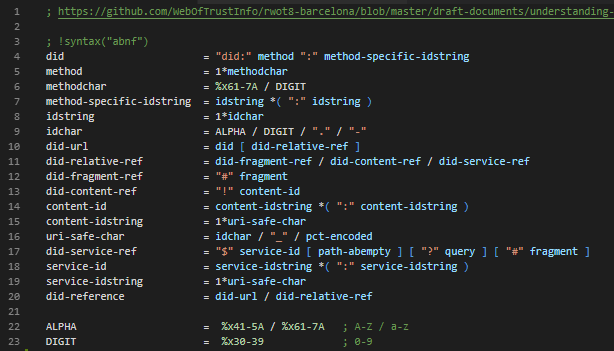 1 ; https://github.com/WebOfTrustInfo/rwot8-barcelona/blob/master/draft-documents/understanding-
2
3 ; !syntax("abnf")
4 did = "did:" method ":" method-specific-idstring
5 method = 1*methodchar
6 methodchar = %x61-7A / DIGIT
7 method-specific-idstring = idstring *( ":" idstring )
8 idstring = 1*idchar
9 idchar = ALPHA / DIGIT / "." / "-"
10 did-url = did [ did-relative-ref ]
11 did-relative-ref = did-fragment-ref / did-content-ref / did-service-ref
12 did-fragment-ref = "#" fragment
13 did-content-ref = "!" content-id
14 content-id = content-idstring *( ":" content-idstring )
15 content-idstring = 1*uri-safe-char
16 uri-safe-char = idchar / "_" / pct-encoded
17 did-service-ref = "$" service-id [ path-abempty ] [ "?" query ] [ "#" fragment ]
18 service-id = service-idstring *( ":" service-idstring )
19 service-idstring = 1*uri-safe-char
20 did-reference = did-url / did-relative-ref
21
22 ALPHA = %x41-5A / %x61-7A ; A-Z / a-z
23 DIGIT = %x30-39 ; 0-9